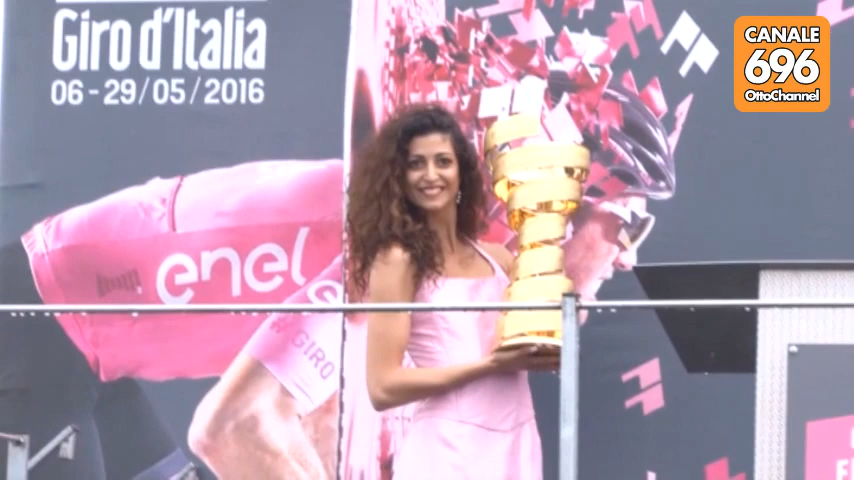 Giro d'Italia
06 - 29/05/2016
CANALE
696
OttoChannel
enel
GIRO